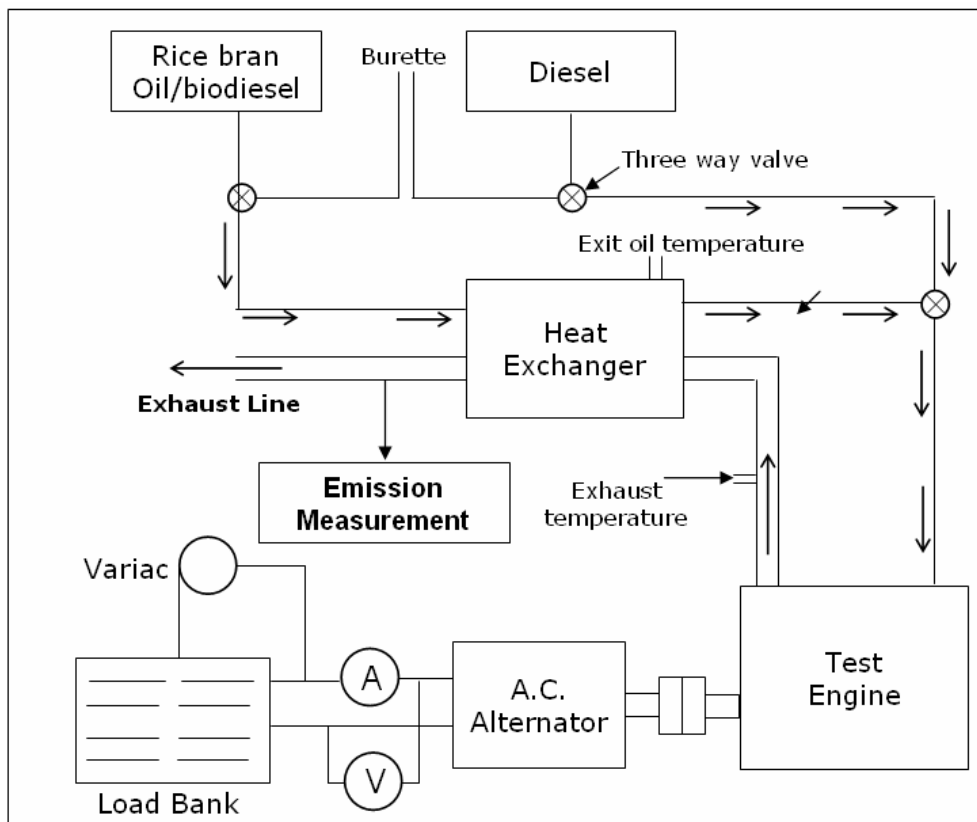 Rice bran
Oil/biodiesel
Burette
Diesel
Three way valve
Exit oil temperature
Heat
Exchanger
Exhaust Line
Emission
Measurement
Exhaust
temperature
Variac
A
V
A.C.
Alternator
Test
Engine
Load Bank